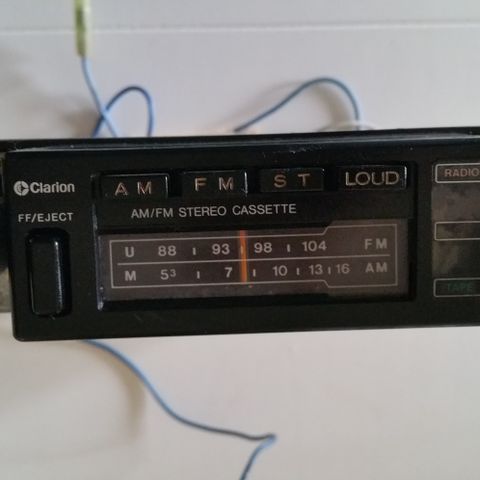 Clarion
AM FM ST LOUD
RADIO
FF/EJECT
AM/FM STEREO CASSETTE
U 88 93 98 104 FM
M 5³ 7 10 13 16 AM
TAPE